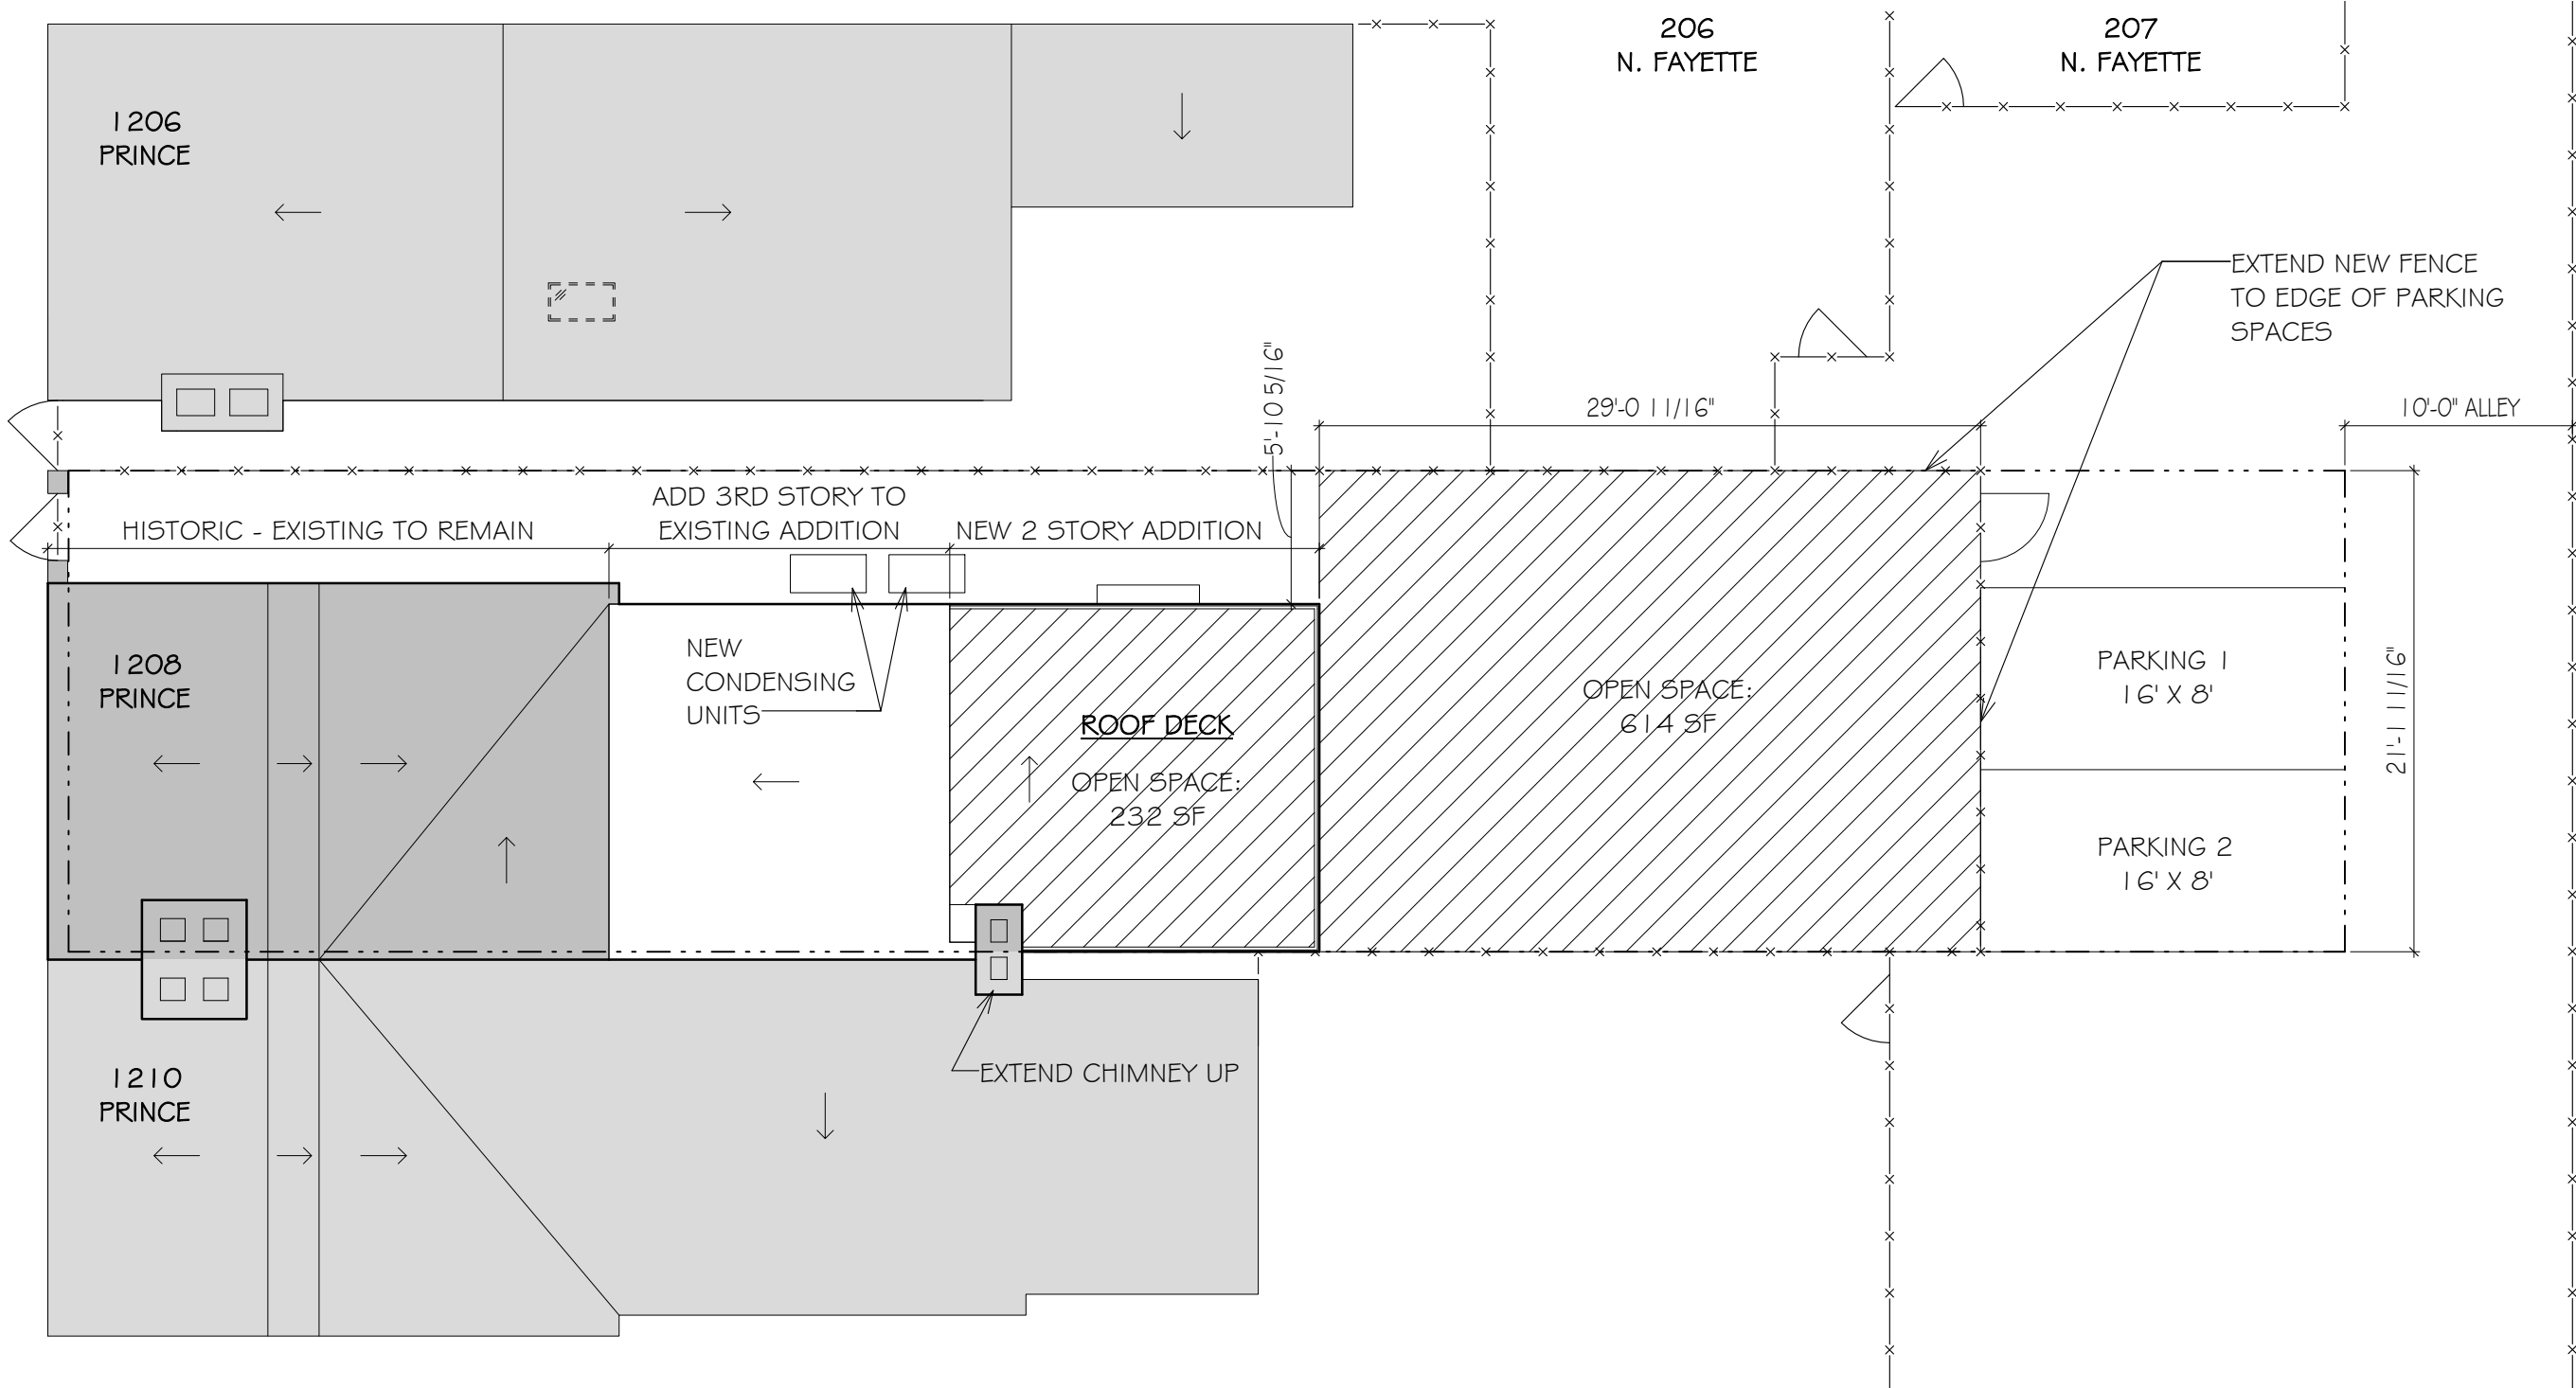 206
N. FAYETTE
207
N. FAYETTE
1206
PRINCE
EXTEND NEW FENCE
TO EDGE OF PARKING
SPACES
5'-10 5/16"
29'-0 11/16"
10'-0" ALLEY
HISTORIC - EXISTING TO REMAIN
ADD 3RD STORY TO
EXISTING ADDITION
NEW 2 STORY ADDITION
1208
PRINCE
NEW
CONDENSING
UNITS
ROOF DECK
OPEN SPACE:
232 SF
OPEN SPACE:
614 SF
PARKING 1
16' X 8'
21'-1 11/16"
PARKING 2
16' X 8'
EXTEND CHIMNEY UP
1210
PRINCE